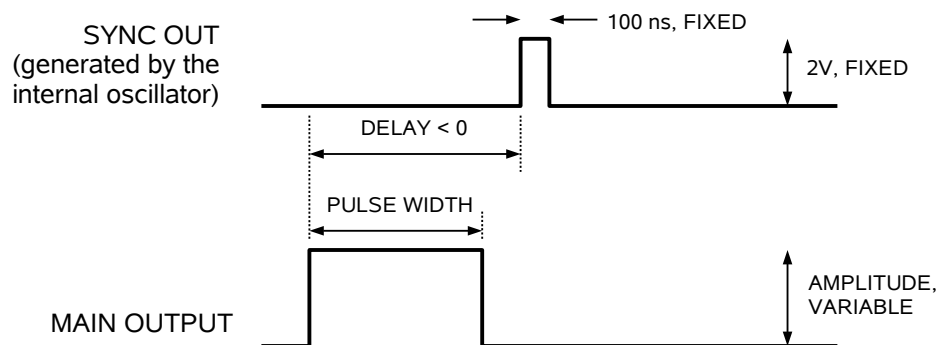 100 ns, FIXED
SYNC OUT
(generated by the
internal oscillator)
2V, FIXED
DELAY < 0
PULSE WIDTH
AMPLITUDE,
VARIABLE
MAIN OUTPUT